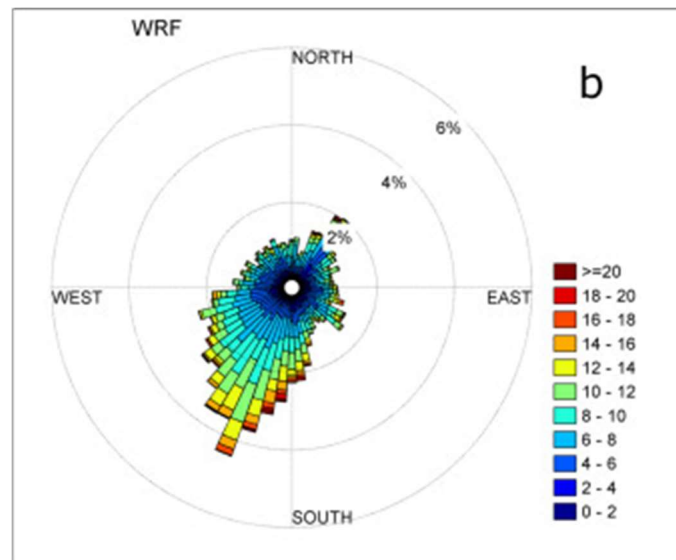 WRF
NORTH
b
6%
4%
2%
WEST
EAST
SOUTH
>=20
18 - 20
16 - 18
14 - 16
12 - 14
10 - 12
8 - 10
6 - 8
4 - 6
2 - 4
0 - 2